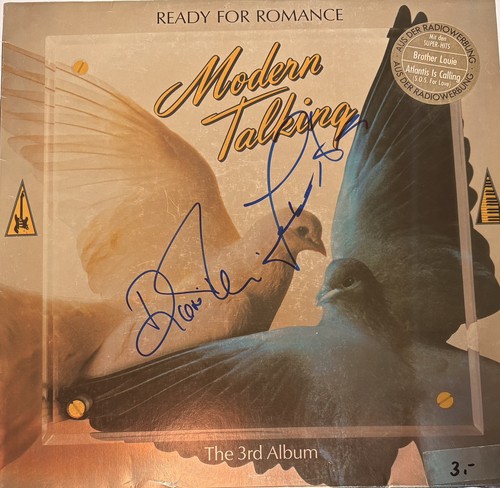 READY FOR ROMANCE
Modern
Talking
AUS DER RADIOWERBUNG
Mit den
SUPER-HITS
Brother Louie
Atlantis Is Calling
(S.O.S. For Love)
AUS DER RADIOWERBUNG
The 3rd Album
3,-